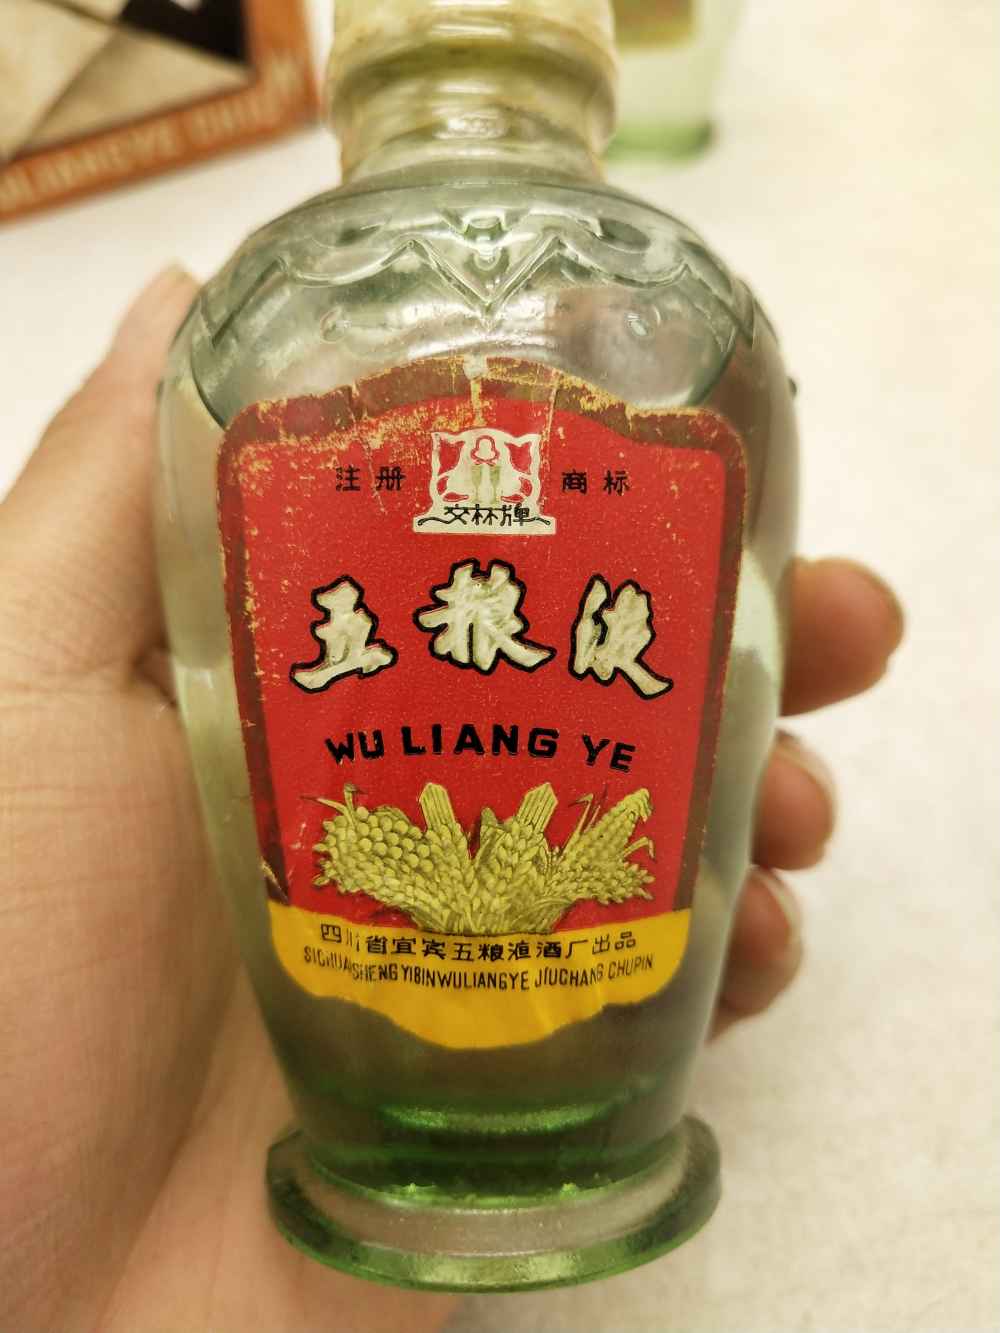 注册 商标
交杯牌
五粮液
WU LIANG YE
四川省宜宾五粮液酒厂出品
SICHUANSHENG YIBINWULIANGYE JIUCHANG CHUPIN